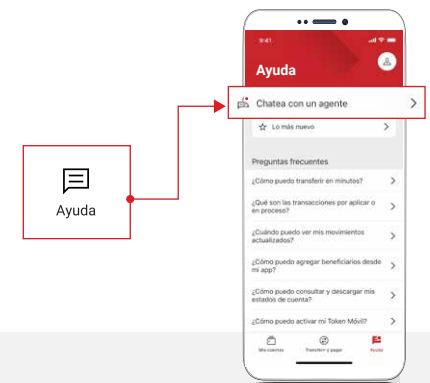 9:41
Ayuda
Chatea con un agente
Lo más nuevo
Preguntas frecuentes
¿Cómo puedo transferir en minutos?
¿Qué son las transacciones por aplicar o
en proceso?
¿Cuándo puedo ver mis movimientos
actualizados?
¿Cómo puedo agregar beneficiarios desde
mi app?
¿Cómo puedo consultar y descargar mis
estados de cuenta?
¿Cómo puedo activar mi Token Móvil?
Mis cuentas
Transferir y pagar
Ayuda
Ayuda